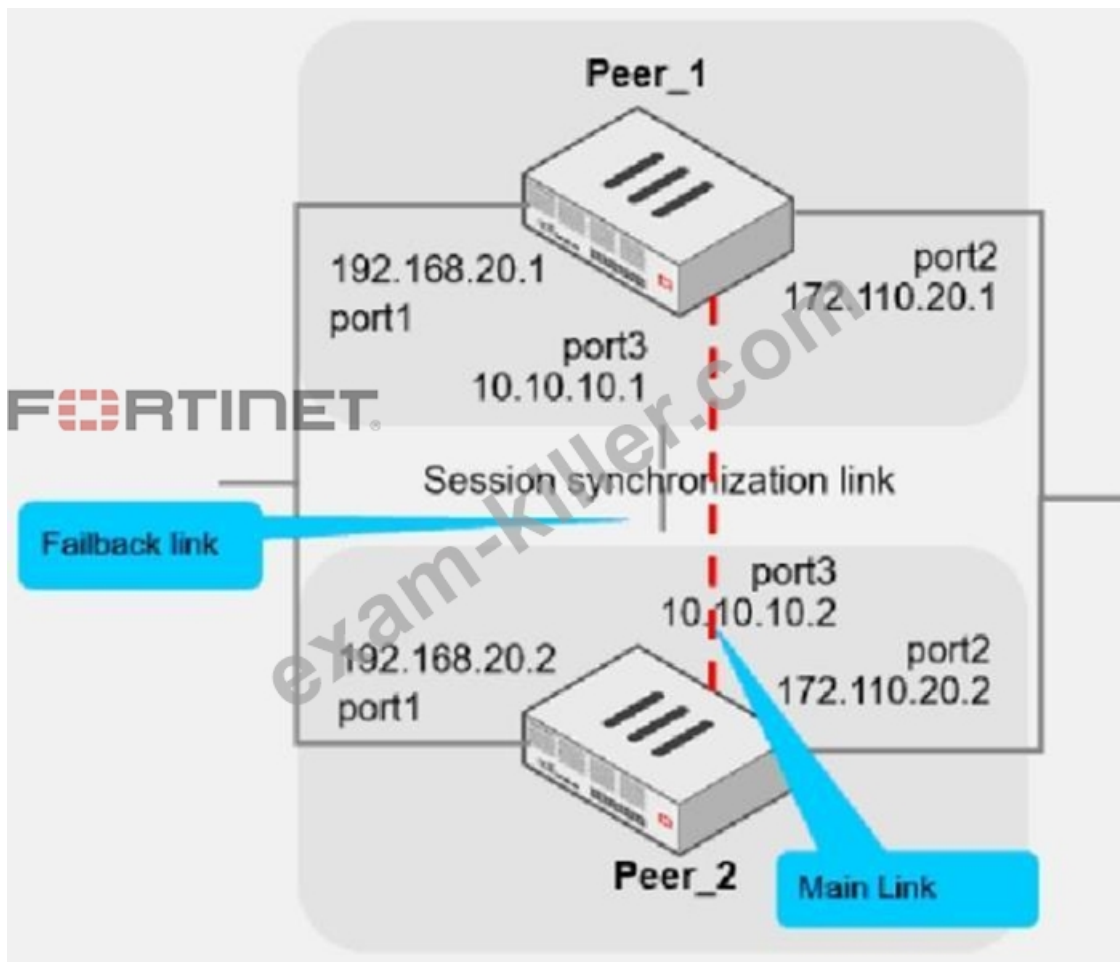 Peer_1
192.168.20.1
port1
port2
172.110.20.1
port3
10.10.10.1
FORTINET
Session synchronization link
Failback link
port3
10.10.10.2
192.168.20.2
port1
port2
172.110.20.2
Peer_2
Main Link
exam-killer.com